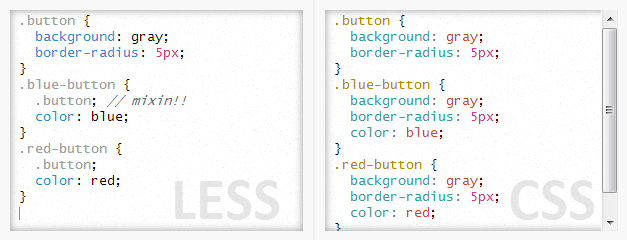 .button {
  background: gray;
  border-radius: 5px;
}
.blue-button {
  .button; // mixin!!
  color: blue;
}
.red-button {
  .button;
  color: red;
}
LESS
.button {
  background: gray;
  border-radius: 5px;
}
.blue-button {
  background: gray;
  border-radius: 5px;
  color: blue;
}
.red-button {
  background: gray;
  border-radius: 5px;
  color: red;
}
CSS